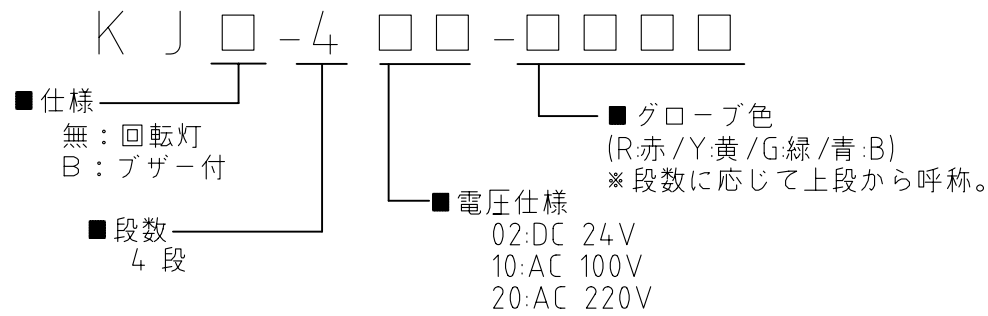 KJ□-4□□-□□□□
■仕様
無：回転灯
B：ブザー付
■段数
4 段
■電圧仕様
02:DC 24V
10:AC 100V
20:AC 220V
■グローブ色
(R:赤/Y:黄/G:緑/青:B)
※段数に応じて上段から呼称。